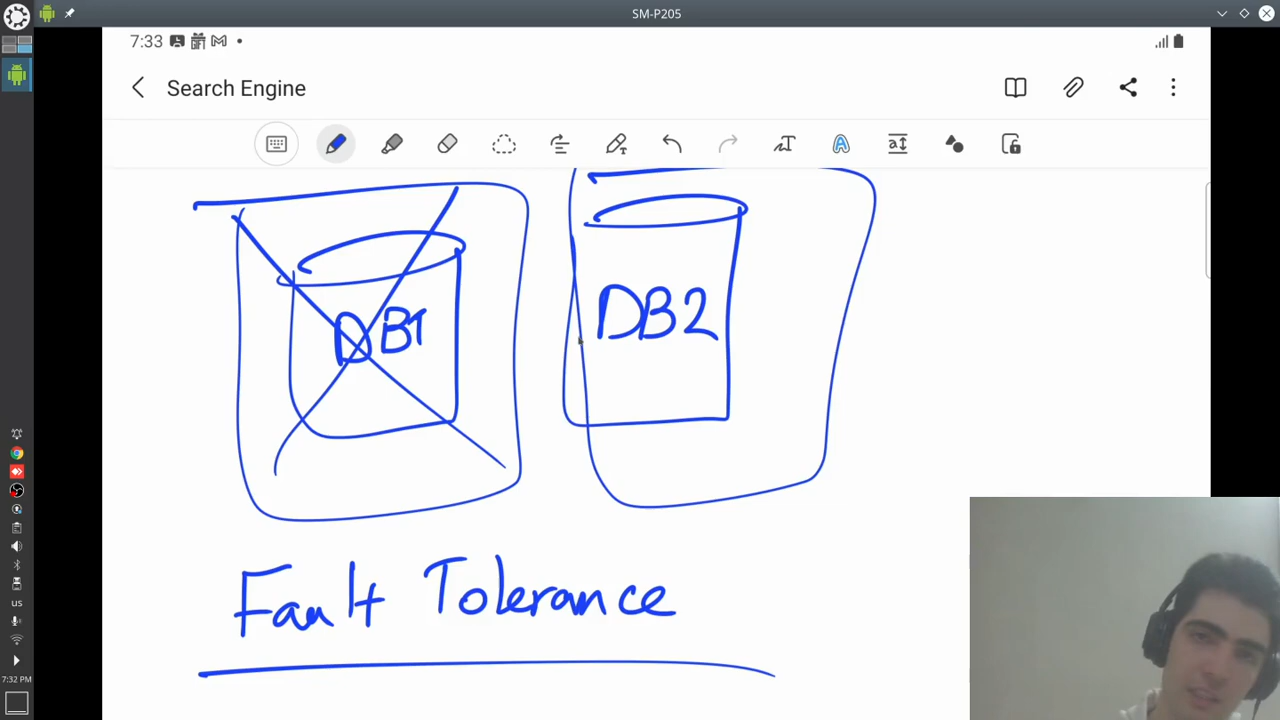 SM-P205
7:33
Search Engine
DB1
DB2
Fault Tolerance
us
7:32 PM